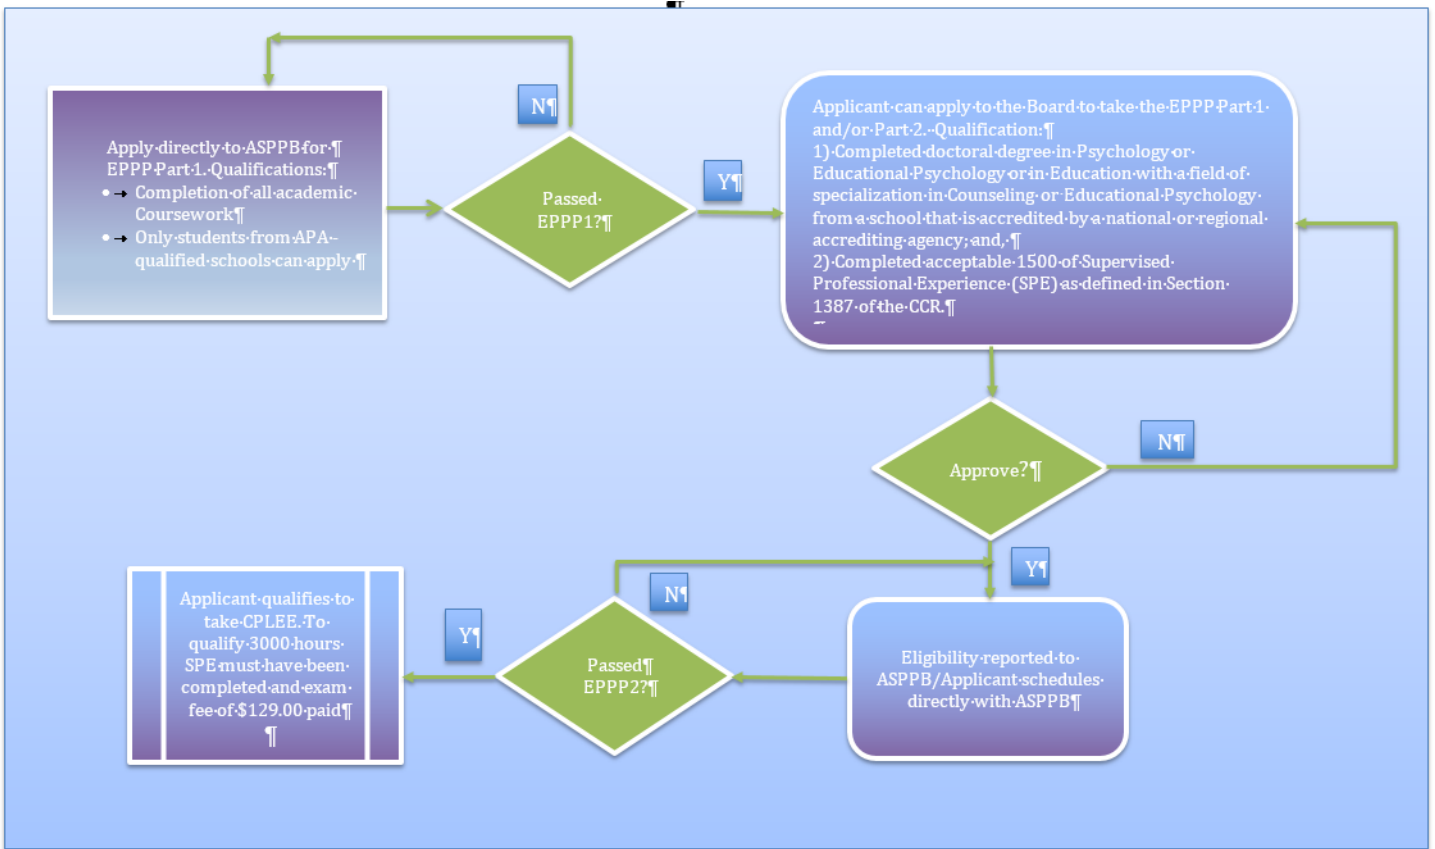 Apply directly to ASPPB for ¶
EPPP Part 1. Qualifications:¶
• → Completion of all academic
Coursework¶
• → Only students from APA-
qualified schools can apply ¶
N¶
Passed
EPPP1?¶
Y¶
Applicant can apply to the Board to take the EPPP Part 1
and/or Part 2. Qualification:¶
1) Completed doctoral degree in Psychology or
Educational Psychology or in Education with a field of
specialization in Counseling or Educational Psychology
from a school that is accredited by a national or regional
accrediting agency; and, ¶
2) Completed acceptable 1500 of Supervised
Professional Experience (SPE) as defined in Section
1387 of the CCR.¶
¶
Approve?¶
N¶
Y¶
Eligibility reported to
ASPPB/Applicant schedules
directly with ASPPB¶
N¶
Passed¶
EPPP2?¶
Y¶
Applicant qualifies to
take CPLEE. To
qualify 3000 hours
SPE must have been
completed and exam
fee of $129.00 paid¶
¶